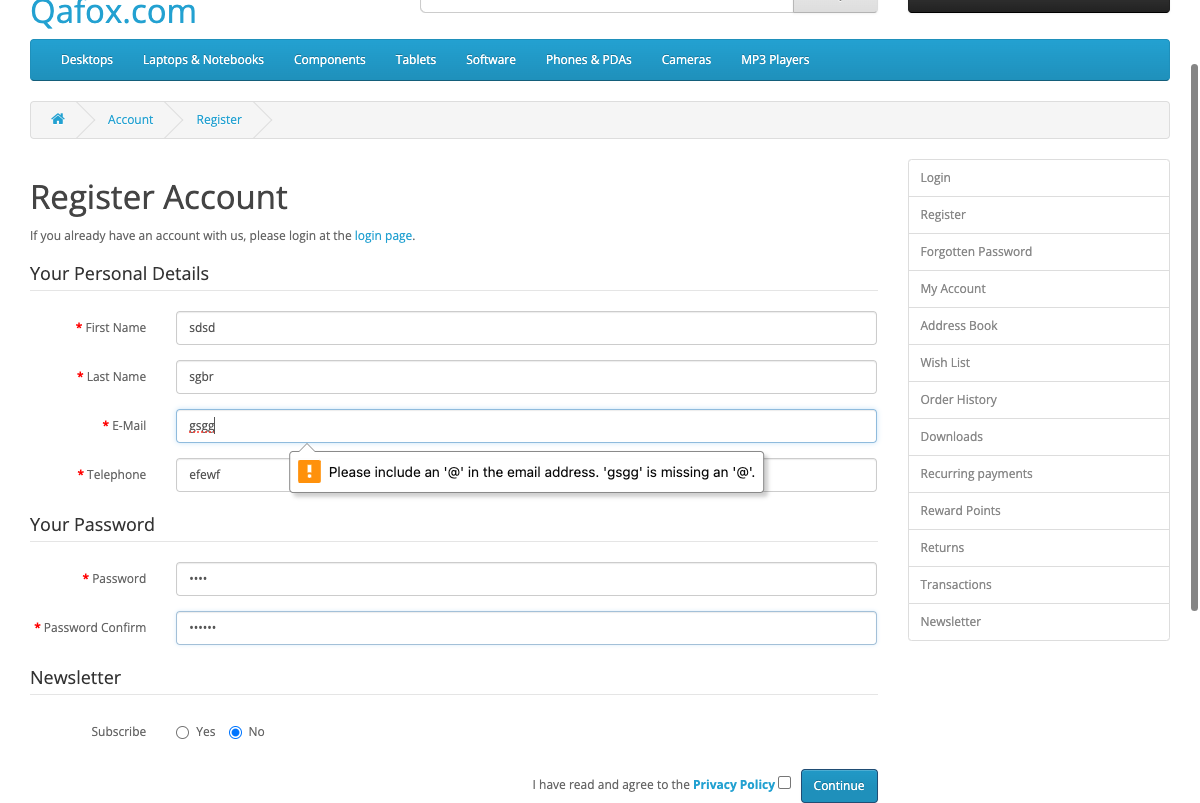 Qafox.com
Desktops Laptops & Notebooks Components Tablets Software Phones & PDAs Cameras MP3 Players
Account Register
Register Account
If you already have an account with us, please login at the login page.
Your Personal Details
* First Name sdsd
* Last Name sgbr
* E-Mail gsgg
Please include an '@' in the email address. 'gsgg' is missing an '@'.
* Telephone efewf
Your Password
* Password ••••
* Password Confirm ••••••
Newsletter
Subscribe Yes No
I have read and agree to the Privacy Policy Continue
Login
Register
Forgotten Password
My Account
Address Book
Wish List
Order History
Downloads
Recurring payments
Reward Points
Returns
Transactions
Newsletter